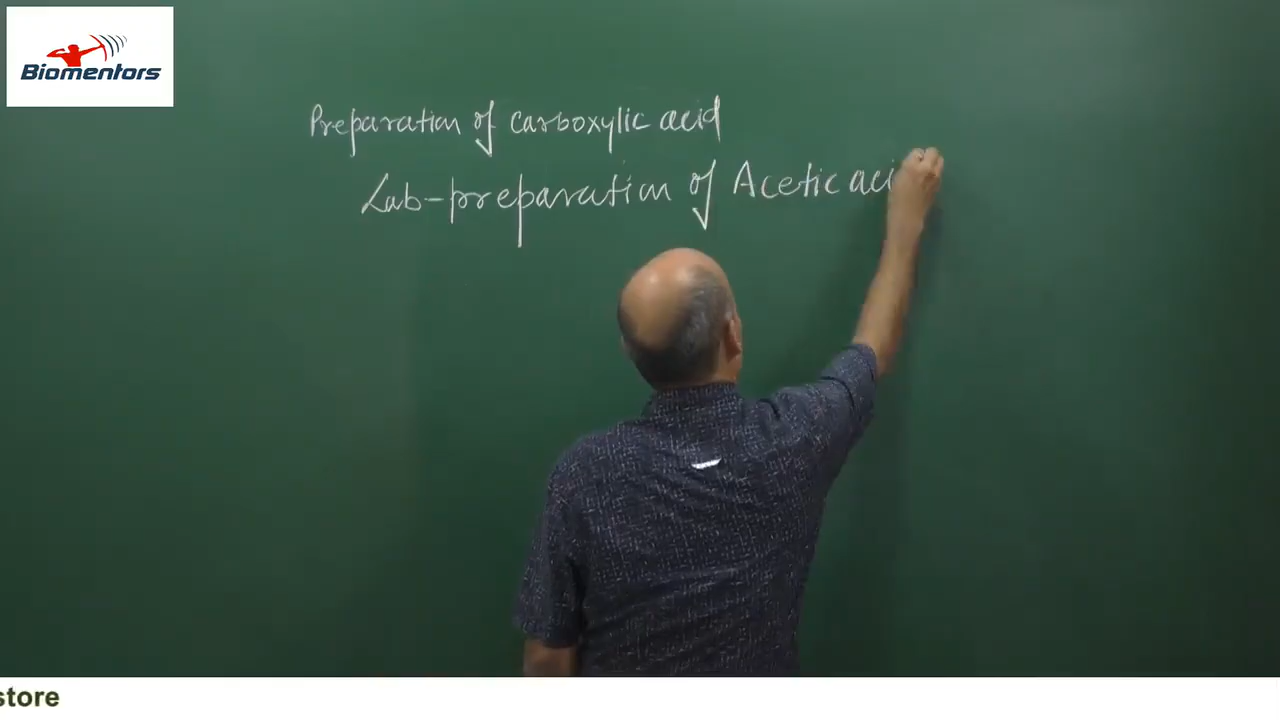 Biomentors
Preparation of carboxylic acid
Lab-preparation of Acetic aci
store